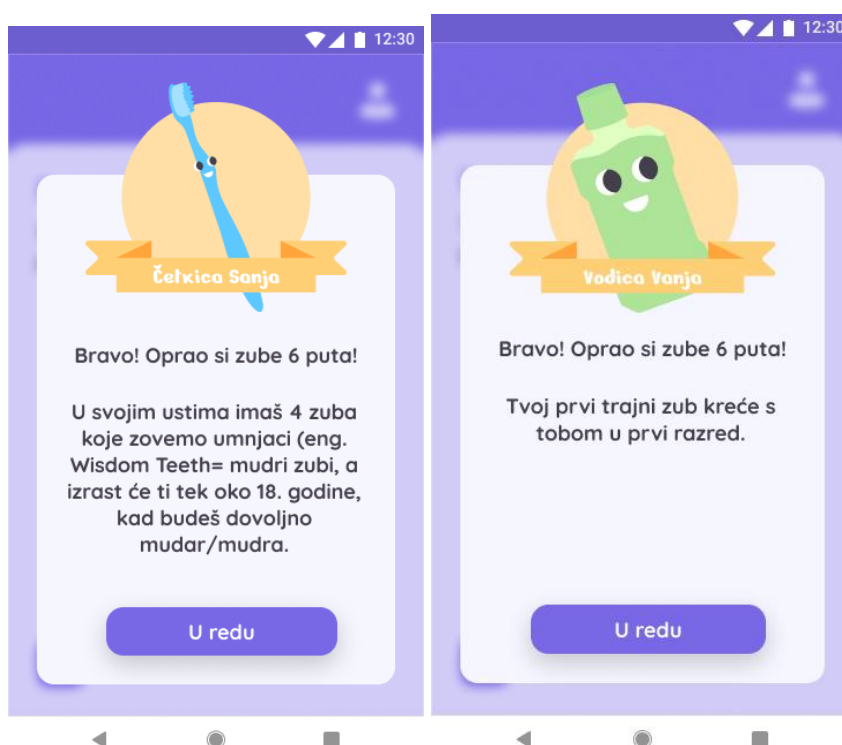 12:30
Četkica Sanja
Bravo! Oprao si zube 6 puta!
U svojim ustima imaš 4 zuba
koje zovemo umnjaci (eng.
Wisdom Teeth= mudri zubi, a
izrast će ti tek oko 18. godine,
kad budeš dovoljno
mudar/mudra.
U redu
12:30
Vodica Vanja
Bravo! Oprao si zube 6 puta!
Tvoj prvi trajni zub kreće s
tobom u prvi razred.
U redu